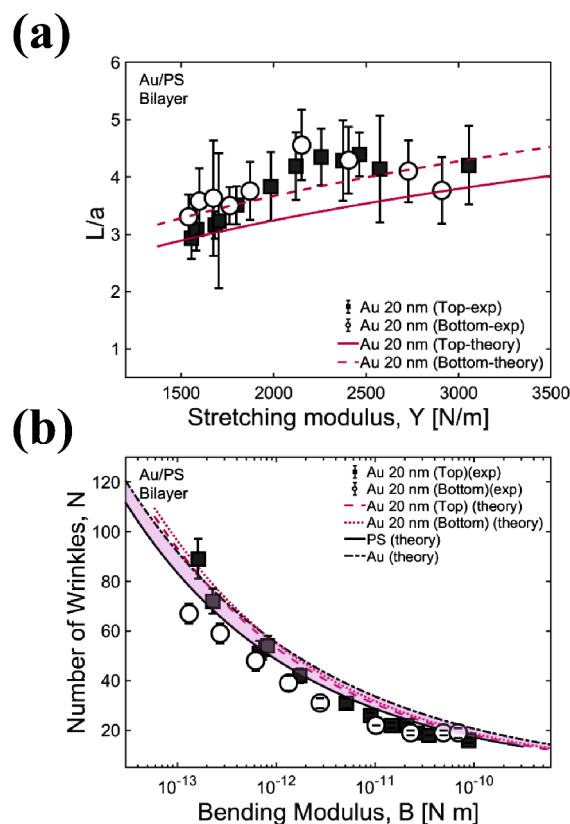 (a)
Au/PS
Bilayer
6
5
4
3
2
1
L/a
Au 20 nm (Top-exp)
Au 20 nm (Bottom-exp)
Au 20 nm (Top-theory)
Au 20 nm (Bottom-theory)
1500 2000 2500 3000 3500
Stretching modulus, Y [N/m]
(b)
Au/PS
Bilayer
120
100
80
60
40
20
Number of Wrinkles, N
Au 20 nm (Top)(exp)
Au 20 nm (Bottom)(exp)
Au 20 nm (Top) (theory)
Au 20 nm (Bottom) (theory)
PS (theory)
Au (theory)
10⁻¹³ 10⁻¹² 10⁻¹¹ 10⁻¹⁰
Bending Modulus, B [N m]